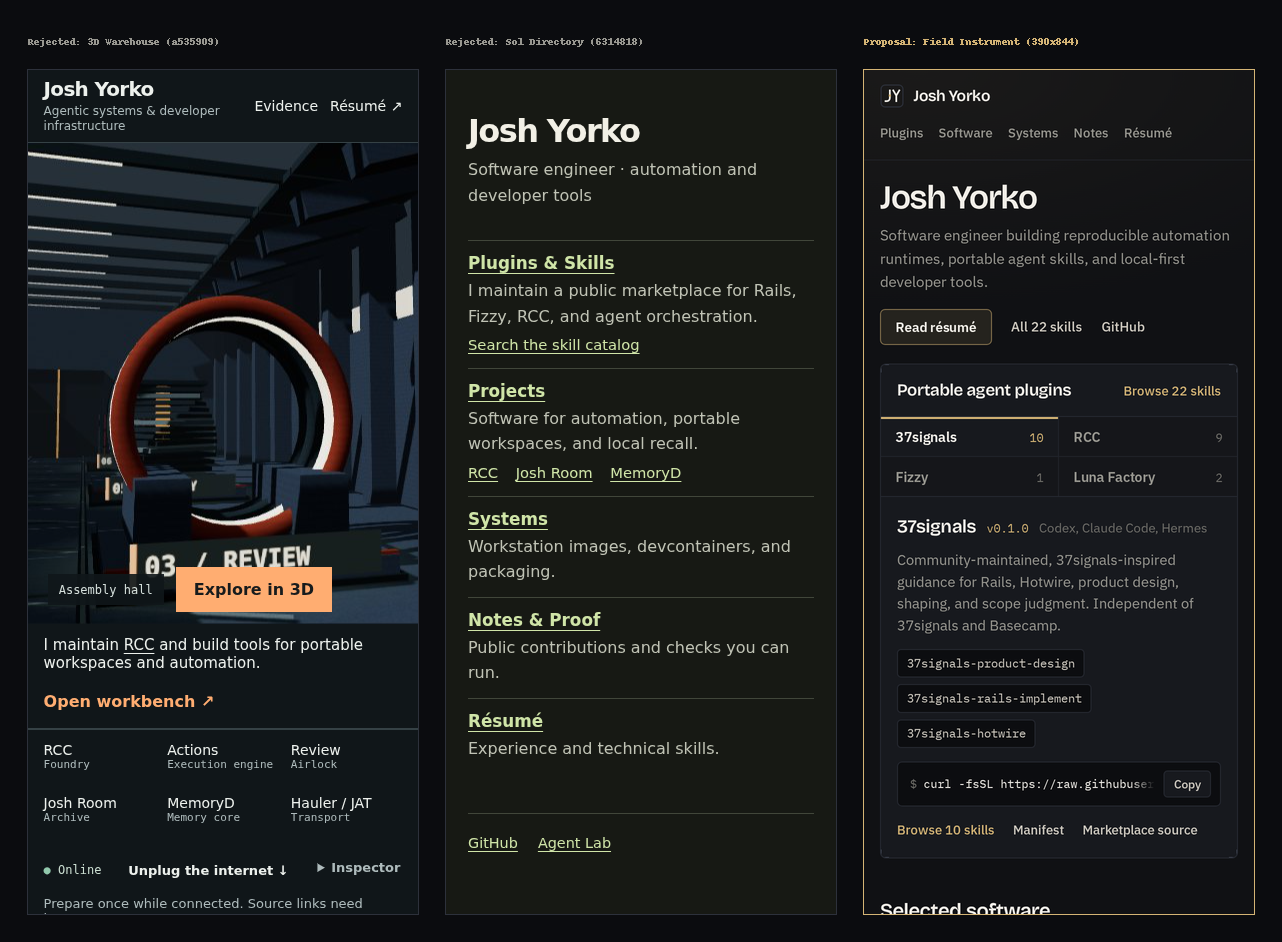 Rejected: 3D Warehouse (a535909)
Josh Yorko
Agentic systems & developer
infrastructure
Evidence Résumé ↗
03 / REVIEW
Assembly hall
Explore in 3D
I maintain RCC and build tools for portable
workspaces and automation.
Open workbench ↗
RCC Actions Review
Foundry Execution engine Airlock
Josh Room MemoryD Hauler / JAT
Archive Memory core Transport
● Online Unplug the internet ↓ ▶ Inspector
Prepare once while connected. Source links need
Rejected: Sol Directory (6314818)
Josh Yorko
Software engineer · automation and
developer tools
Plugins & Skills
I maintain a public marketplace for Rails,
Fizzy, RCC, and agent orchestration.
Search the skill catalog
Projects
Software for automation, portable
workspaces, and local recall.
RCC Josh Room MemoryD
Systems
Workstation images, devcontainers, and
packaging.
Notes & Proof
Public contributions and checks you can
run.
Résumé
Experience and technical skills.
GitHub Agent Lab
Proposal: Field Instrument (390x844)
JY Josh Yorko
Plugins Software Systems Notes Résumé
Josh Yorko
Software engineer building reproducible automation
runtimes, portable agent skills, and local-first
developer tools.
Read résumé All 22 skills GitHub
Portable agent plugins Browse 22 skills
37signals 10 RCC 9
Fizzy 1 Luna Factory 2
37signals v0.1.0 Codex, Claude Code, Hermes
Community-maintained, 37signals-inspired
guidance for Rails, Hotwire, product design,
shaping, and scope judgment. Independent of
37signals and Basecamp.
37signals-product-design
37signals-rails-implement
37signals-hotwire
$ curl -fsSL https://raw.githubuser Copy
Browse 10 skills Manifest Marketplace source
Selected software